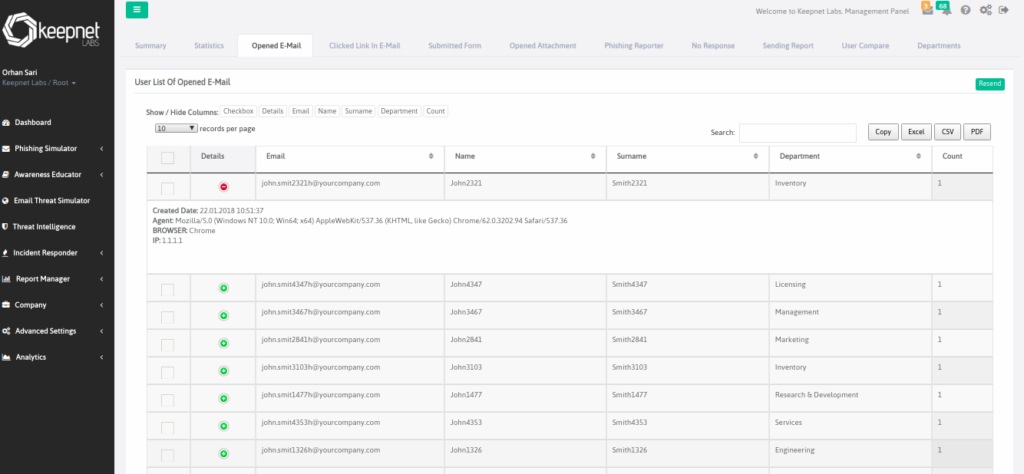 keepnet
LABS
Orhan Sari
Keepnet Labs / Root
Dashboard
Phishing Simulator
Awareness Educator
Email Threat Simulator
Threat Intelligence
Incident Responder
Report Manager
Company
Advanced Settings
Analytics
Welcome to Keepnet Labs, Management Panel
3
68
Summary
Statistics
Opened E-Mail
Clicked Link In E-Mail
Submitted Form
Opened Attachment
Phishing Reporter
No Response
Sending Report
User Compare
Departments
User List Of Opened E-Mail
Resend
Show / Hide Columns: Checkbox Details Email Name Surname Department Count
10 records per page
Search:
Copy Excel CSV PDF
Details Email Name Surname Department Count
john.smit2321h@yourcompany.com John2321 Smith2321 Inventory 1
Created Date: 22.01.2018 10:51:37
Agent: Mozilla/5.0 (Windows NT 10.0; Win64; x64) AppleWebKit/537.36 (KHTML, like Gecko) Chrome/62.0.3202.94 Safari/537.36
BROWSER: Chrome
IP: 1.1.1.1
john.smit4347h@yourcompany.com John4347 Smith4347 Licensing 1
john.smit3467h@yourcompany.com John3467 Smith3467 Management 1
john.smit2841h@yourcompany.com John2841 Smith2841 Marketing 1
john.smit3103h@yourcompany.com John3103 Smith3103 Inventory 1
john.smit1477h@yourcompany.com John1477 Smith1477 Research & Development 1
john.smit4353h@yourcompany.com John4353 Smith4353 Services 1
john.smit1326h@yourcompany.com John1326 Smith1326 Engineering 1